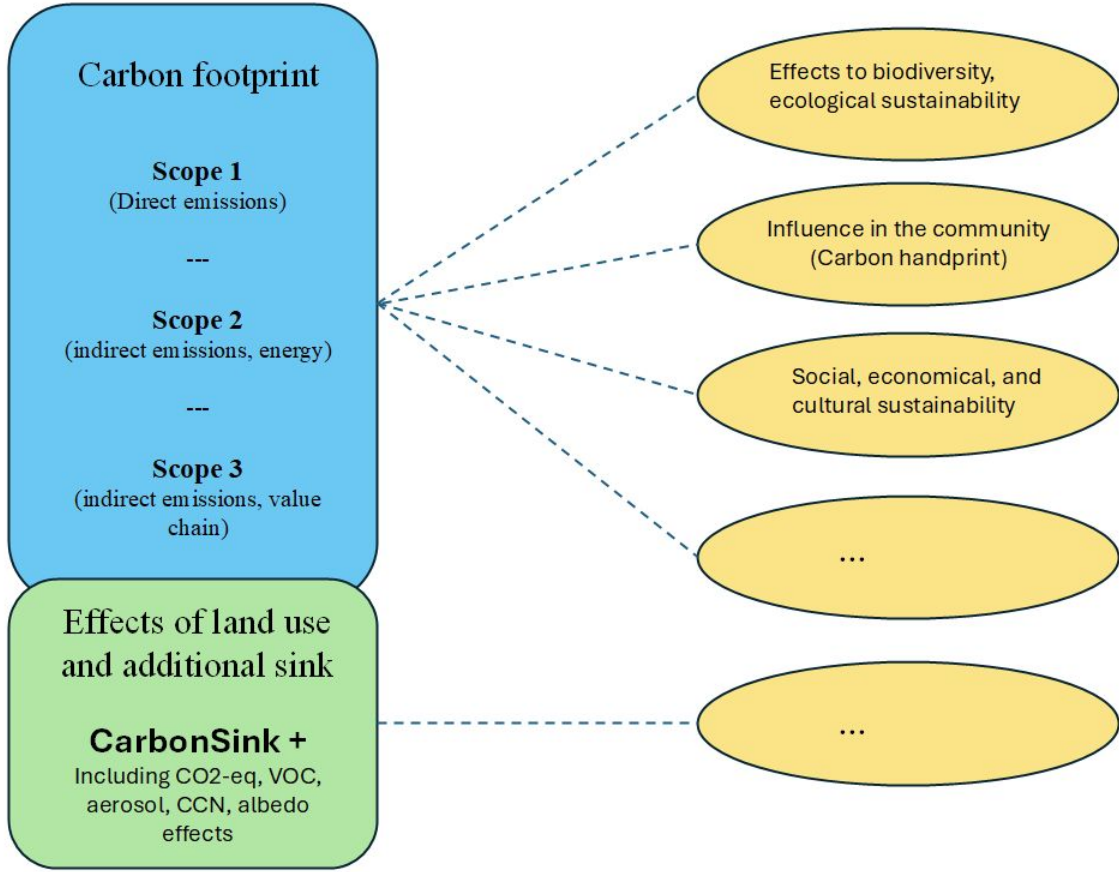 Carbon footprint
Scope 1
(Direct emissions)
---
Scope 2
(indirect emissions, energy)
---
Scope 3
(indirect emissions, value
chain)
Effects of land use
and additional sink
CarbonSink +
Including CO2-eq, VOC,
aerosol, CCN, albedo
effects
Effects to biodiversity,
ecological sustainability
Influence in the community
(Carbon handprint)
Social, economical, and
cultural sustainability
...
...